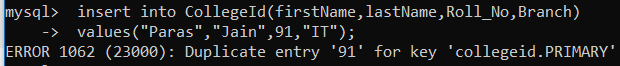 mysql> insert into CollegeId(firstName,lastName,Roll_No,Branch)
-> values("Paras","Jain",91,"IT");
ERROR 1062 (23000): Duplicate entry '91' for key 'collegeid.PRIMARY'